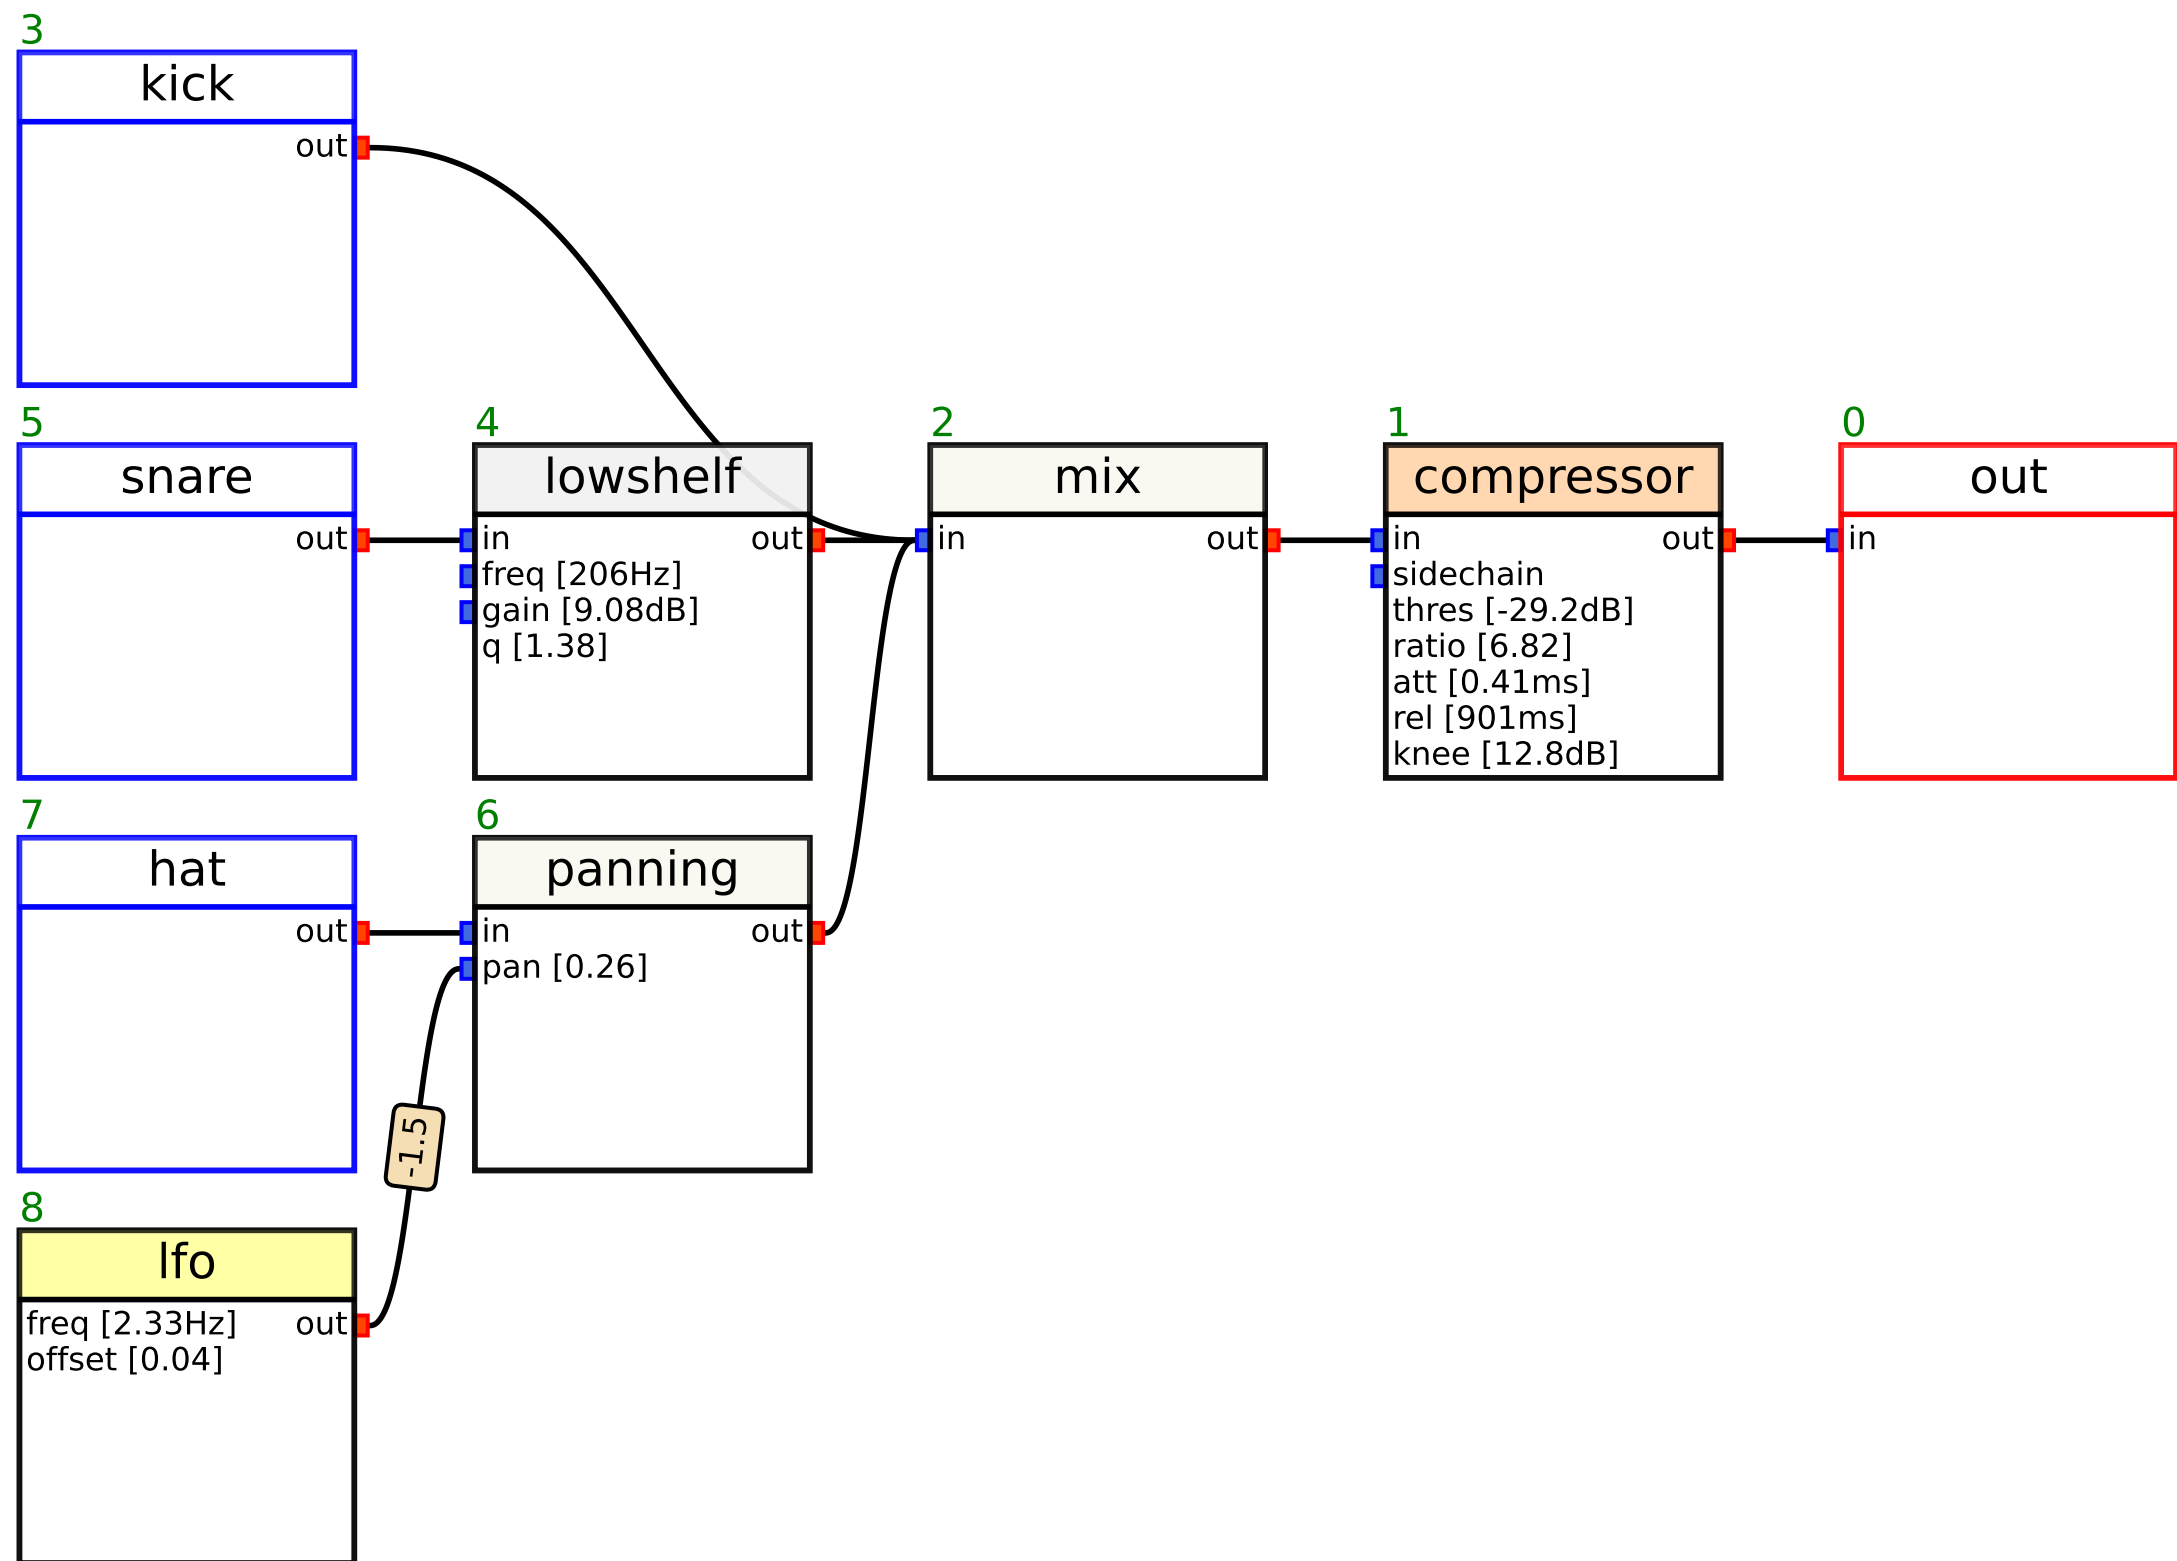 3
kick
out
5
snare
out
4
lowshelf
in
out
freq [206Hz]
gain [9.08dB]
q [1.38]
2
mix
in
out
1
compressor
in
out
sidechain
thres [-29.2dB]
ratio [6.82]
att [0.41ms]
rel [901ms]
knee [12.8dB]
0
out
in
7
hat
out
6
panning
in
out
pan [0.26]
-1.5
8
lfo
freq [2.33Hz]
out
offset [0.04]